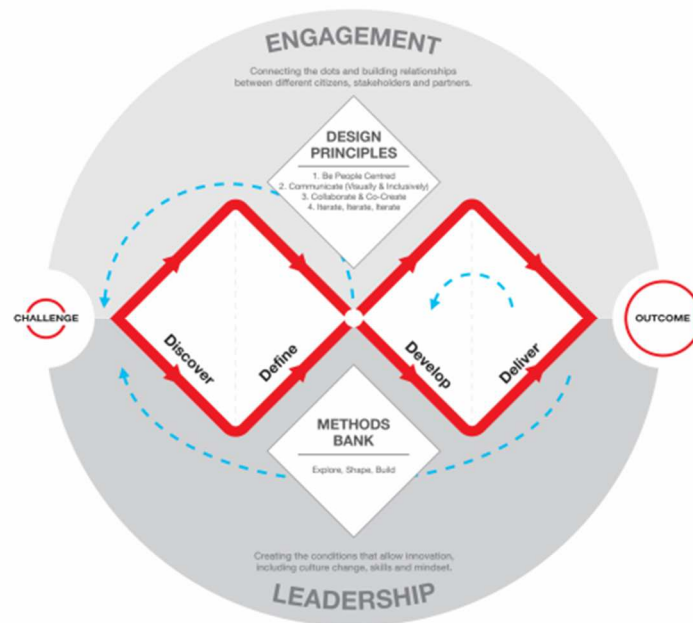 ENGAGEMENT
Connecting the dots and building relationships
between different citizens, stakeholders and partners.
DESIGN
PRINCIPLES
1. Be People Centred
2. Communicate (Visually & Inclusively)
3. Collaborate & Co-Create
4. Iterate, Iterate, Iterate
CHALLENGE
OUTCOME
Discover
Define
Develop
Deliver
METHODS
BANK
Explore, Shape, Build
Creating the conditions that allow innovation,
including culture change, skills and mindset.
LEADERSHIP